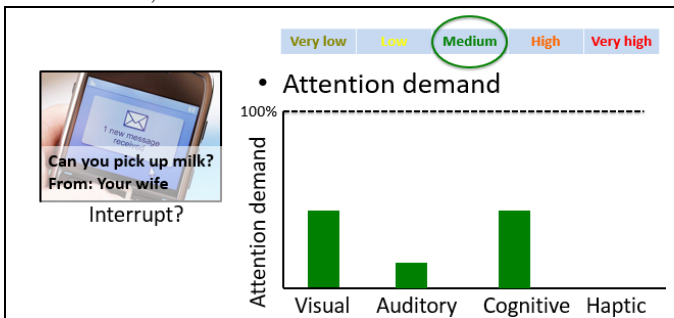 Very low Low Medium High Very high
• Attention demand
100%
Attention demand
1 new message
received
Can you pick up milk?
From: Your wife
Interrupt?
Visual Auditory Cognitive Haptic